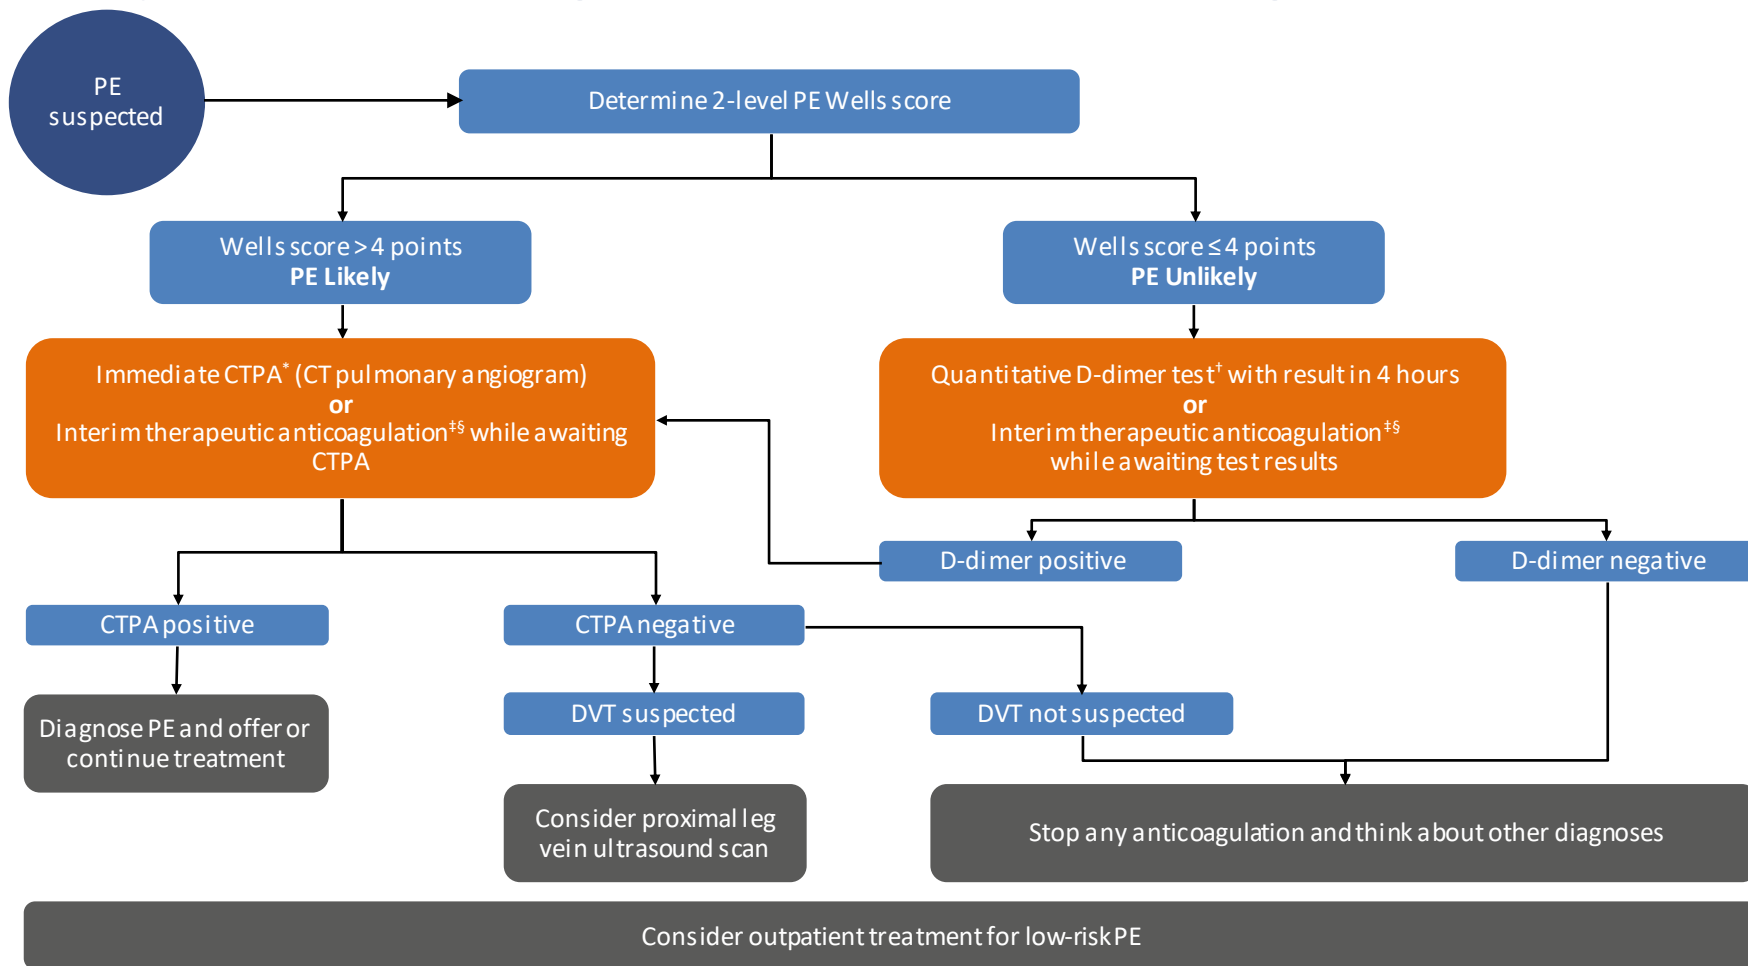 PE
suspected
Determine 2-level PE Wells score
Wells score > 4 points
PE Likely
Wells score ≤ 4 points
PE Unlikely
Immediate CTPA* (CT pulmonary angiogram)
or
Interim therapeutic anticoagulation‡§ while awaiting
CTPA
Quantitative D-dimer test† with result in 4 hours
or
Interim therapeutic anticoagulation‡§
while awaiting test results
D-dimer positive
D-dimer negative
CTPA positive
CTPA negative
DVT suspected
DVT not suspected
Diagnose PE and offer or
continue treatment
Consider proximal leg
vein ultrasound scan
Stop any anticoagulation and think about other diagnoses
Consider outpatient treatment for low-risk PE